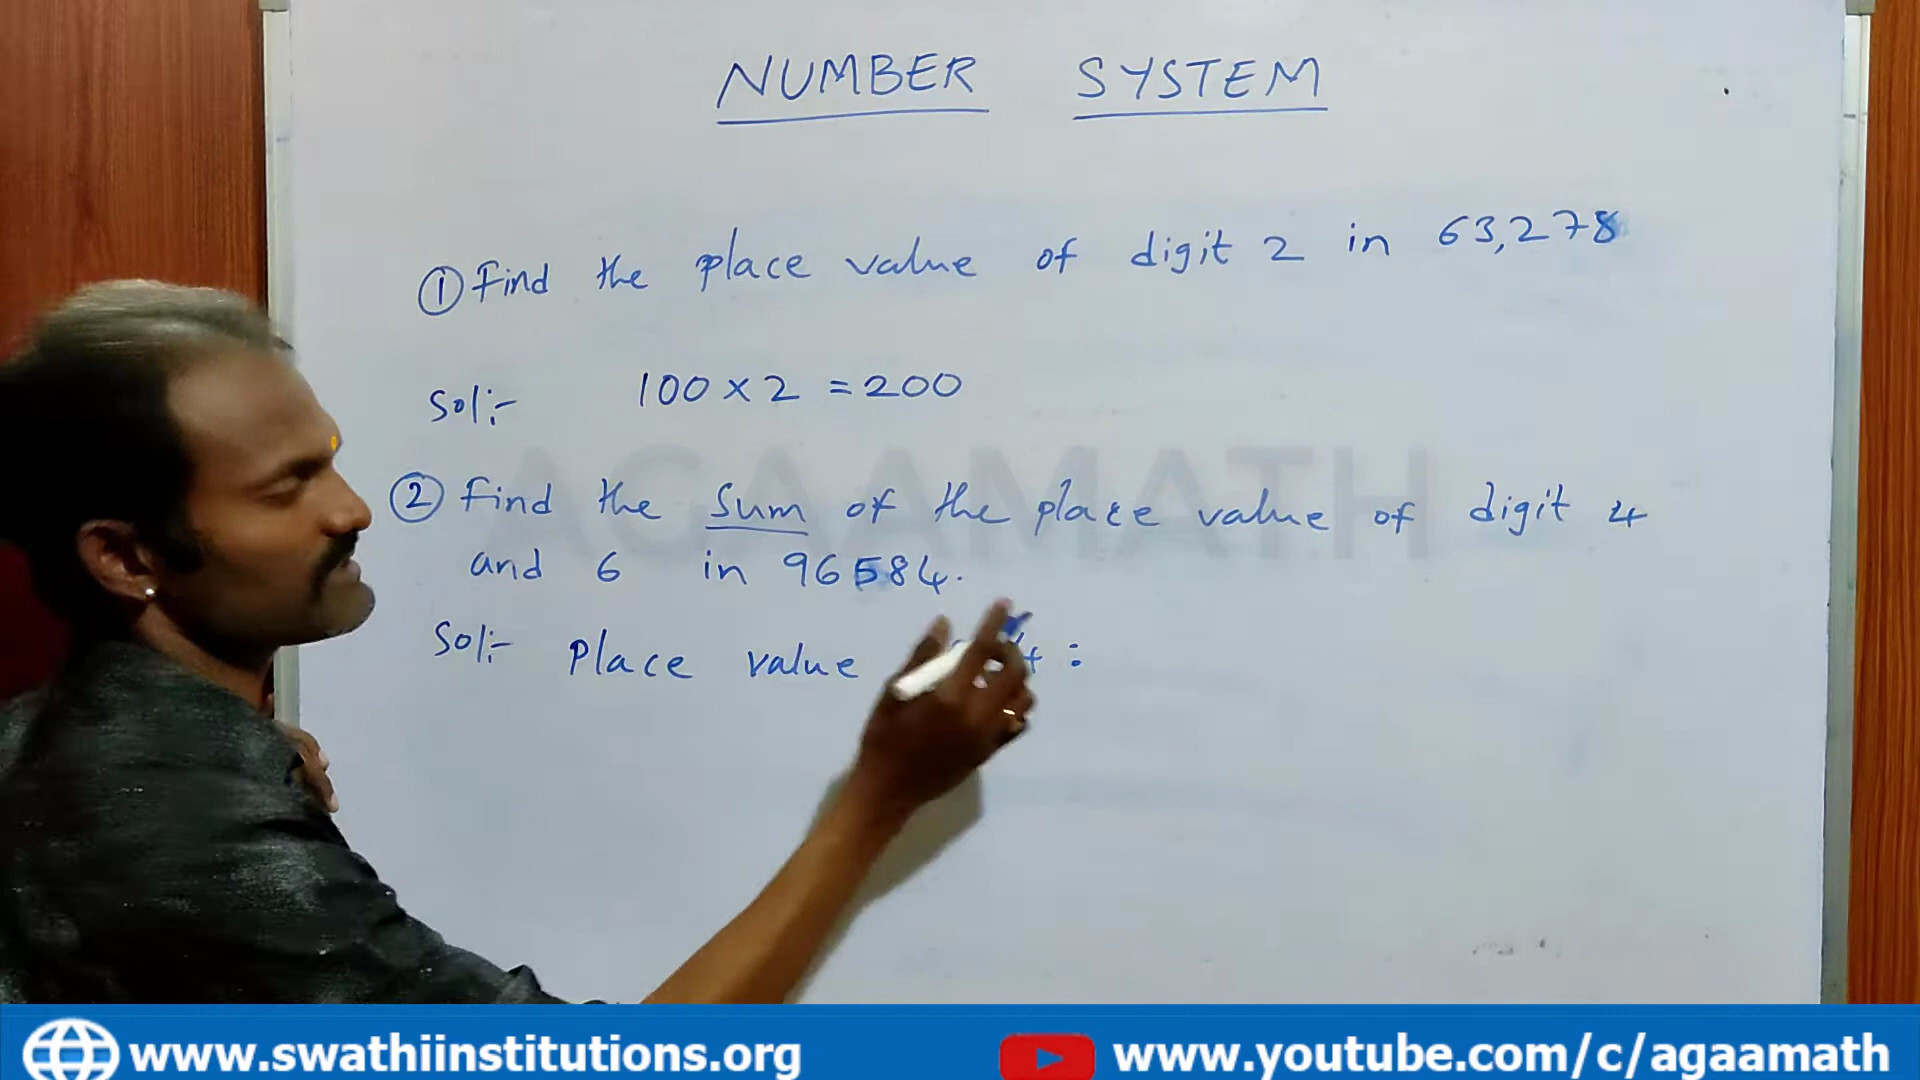 NUMBER SYSTEM
① Find the place value of digit 2 in 63,278
Sol:- 100 × 2 = 200
AGAAMATH
② Find the sum of the place value of digit 4
and 6 in 96584.
Sol:- Place value 4 :
www.swathiinstitutions.org
www.youtube.com/c/agaamath